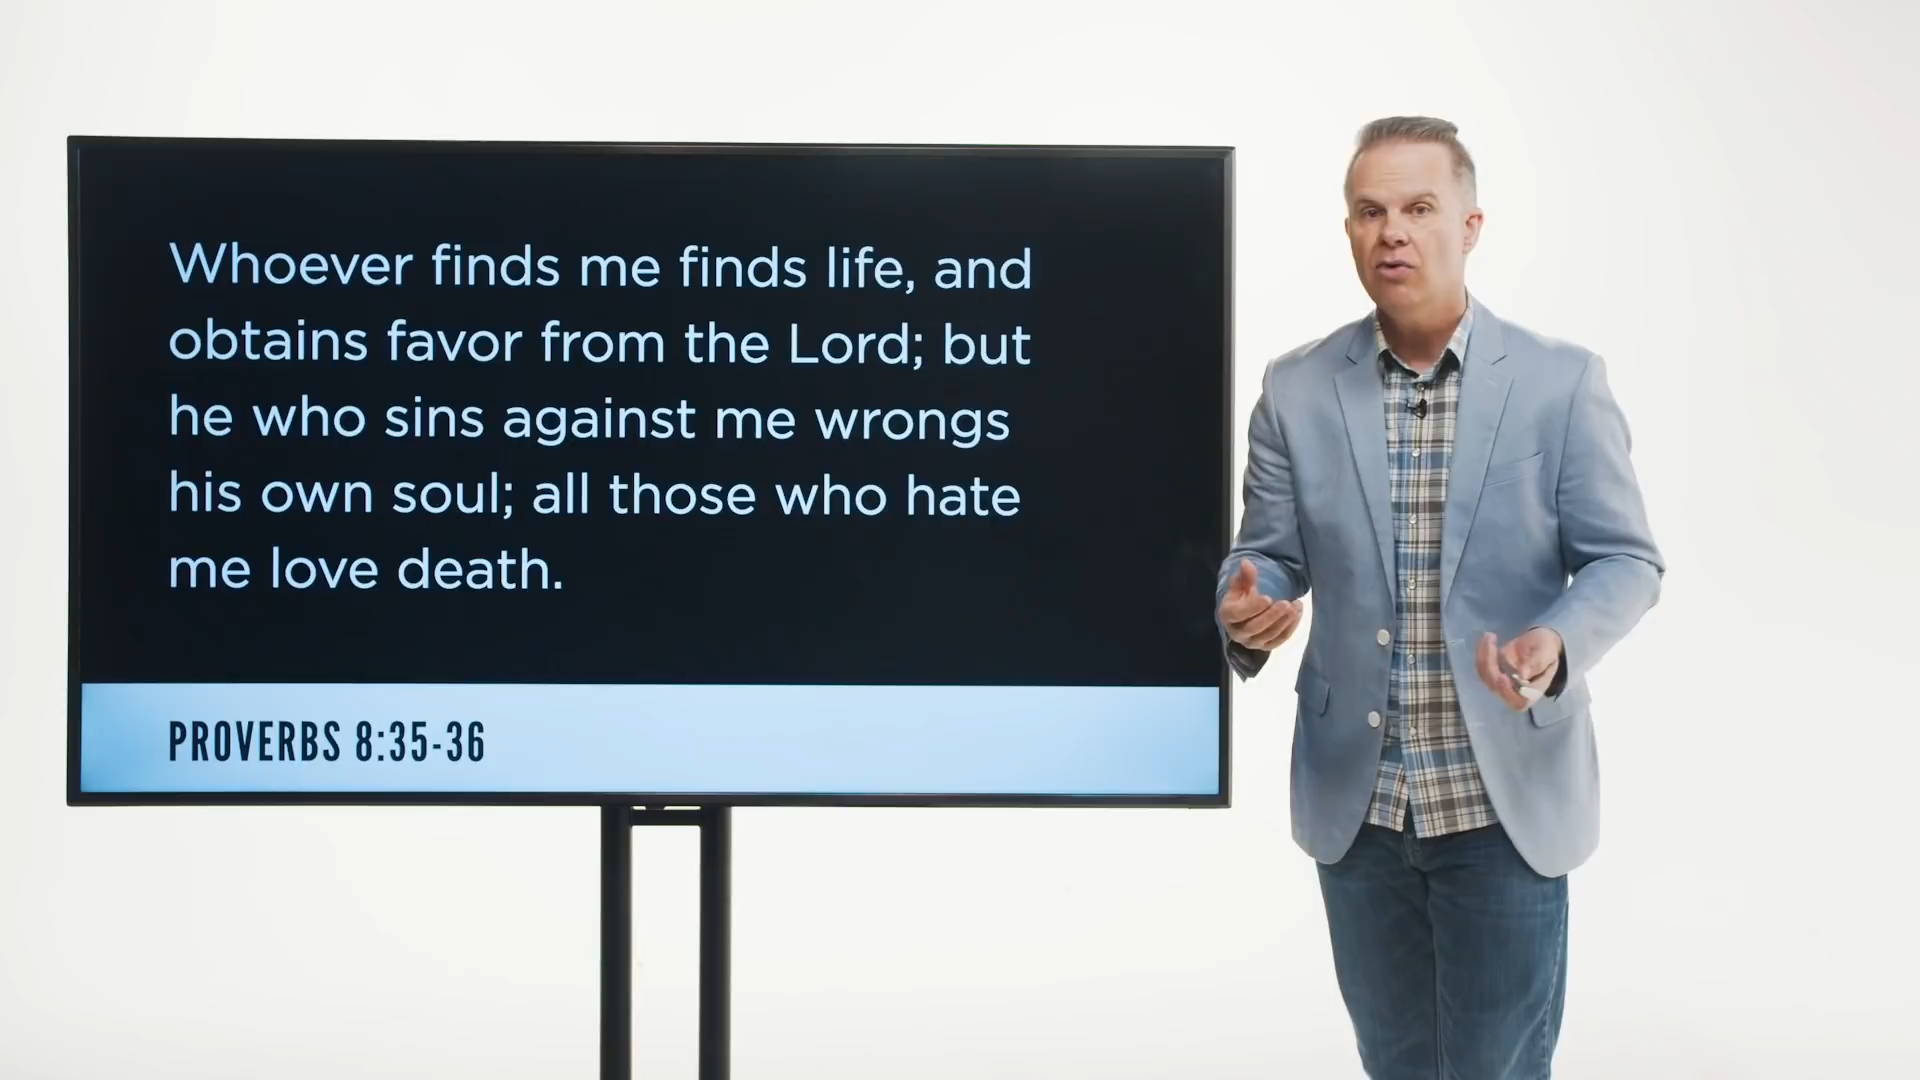 Whoever finds me finds life, and
obtains favor from the Lord; but
he who sins against me wrongs
his own soul; all those who hate
me love death.
PROVERBS 8:35-36